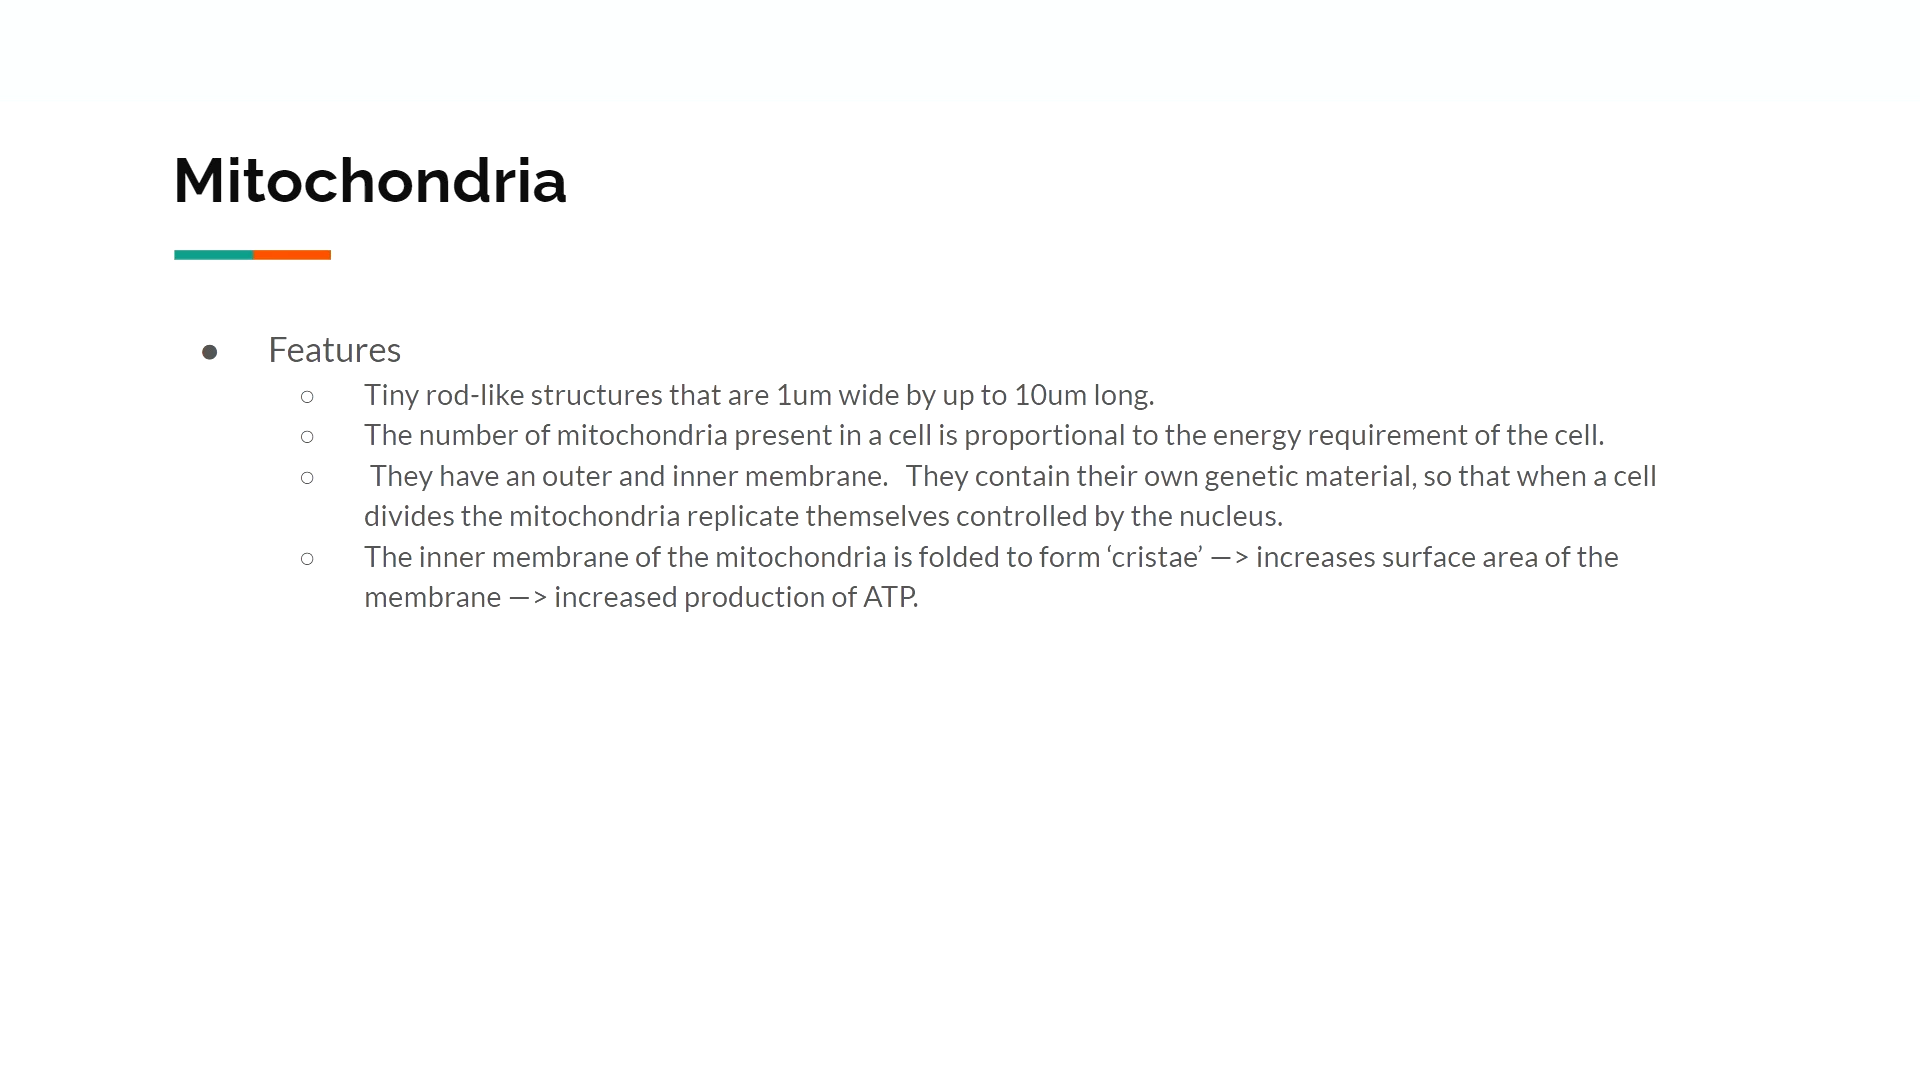 Mitochondria
● Features
○ Tiny rod-like structures that are 1um wide by up to 10um long.
○ The number of mitochondria present in a cell is proportional to the energy requirement of the cell.
○ They have an outer and inner membrane.  They contain their own genetic material, so that when a cell
divides the mitochondria replicate themselves controlled by the nucleus.
○ The inner membrane of the mitochondria is folded to form ‘cristae’ —> increases surface area of the
membrane —> increased production of ATP.